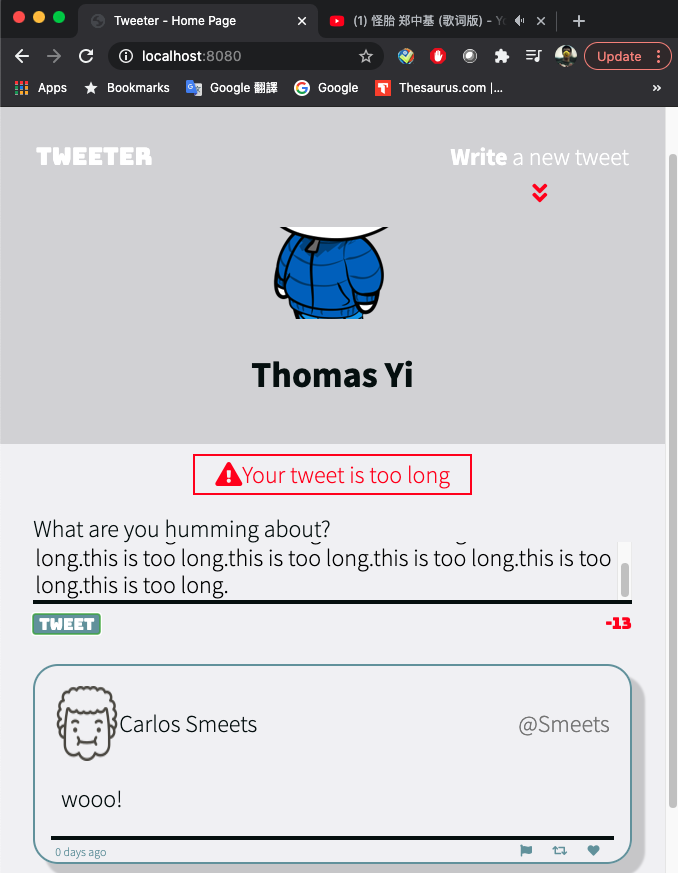 Tweeter - Home Page
(1) 怪胎 郑中基 (歌词版) - Y
localhost:8080
Update
Apps
Bookmarks
Google 翻譯
Google
Thesaurus.com |...
»
TWEETER
Write a new tweet
Thomas Yi
Your tweet is too long
What are you humming about?
long.this is too long.this is too long.this is too long.this is too
long.this is too long.
TWEET
-13
Carlos Smeets
@Smeets
wooo!
0 days ago